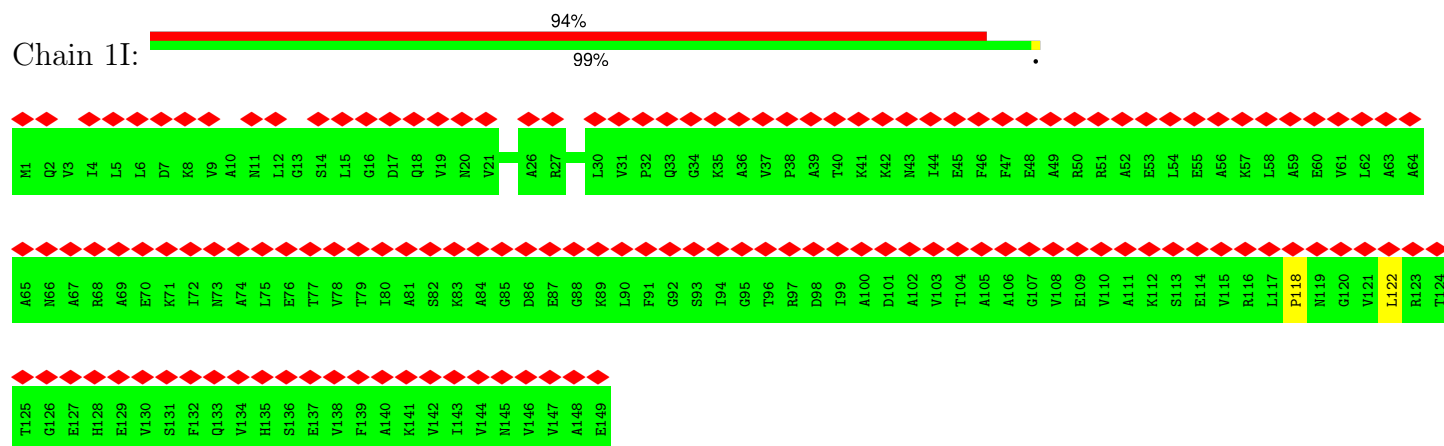 94%
Chain 1I:
99%
.
M1 Q2 V3 I4 L5 L6 D7 K8 V9 A10 N11 L12 G13 S14 L15 G16 D17 Q18 V19 N20 V21 A26 R27 L30 V31 P32 Q33 G34 K35 A36 V37 P38 A39 T40 K41 K42 N43 I44 E45 F46 F47 E48 A49 R50 R51 A52 E53 L54 E55 A56 K57 L58 A59 E60 V61 L62 A63 A64
A65 N66 A67 R68 A69 E70 K71 I72 N73 A74 L75 E76 T77 V78 T79 I80 A81 S82 K83 A84 G85 D86 E87 G88 K89 L90 F91 G92 S93 I94 G95 T96 R97 D98 I99 A100 D101 A102 V103 T104 A105 A106 G107 V108 E109 V110 A111 K112 S113 E114 V115 R116 L117 P118 N119 G120 V121 L122 R123 T124
T125 G126 E127 H128 E129 V130 S131 F132 Q133 V134 H135 S136 E137 V138 F139 A140 K141 V142 I143 V144 N145 V146 V147 A148 E149